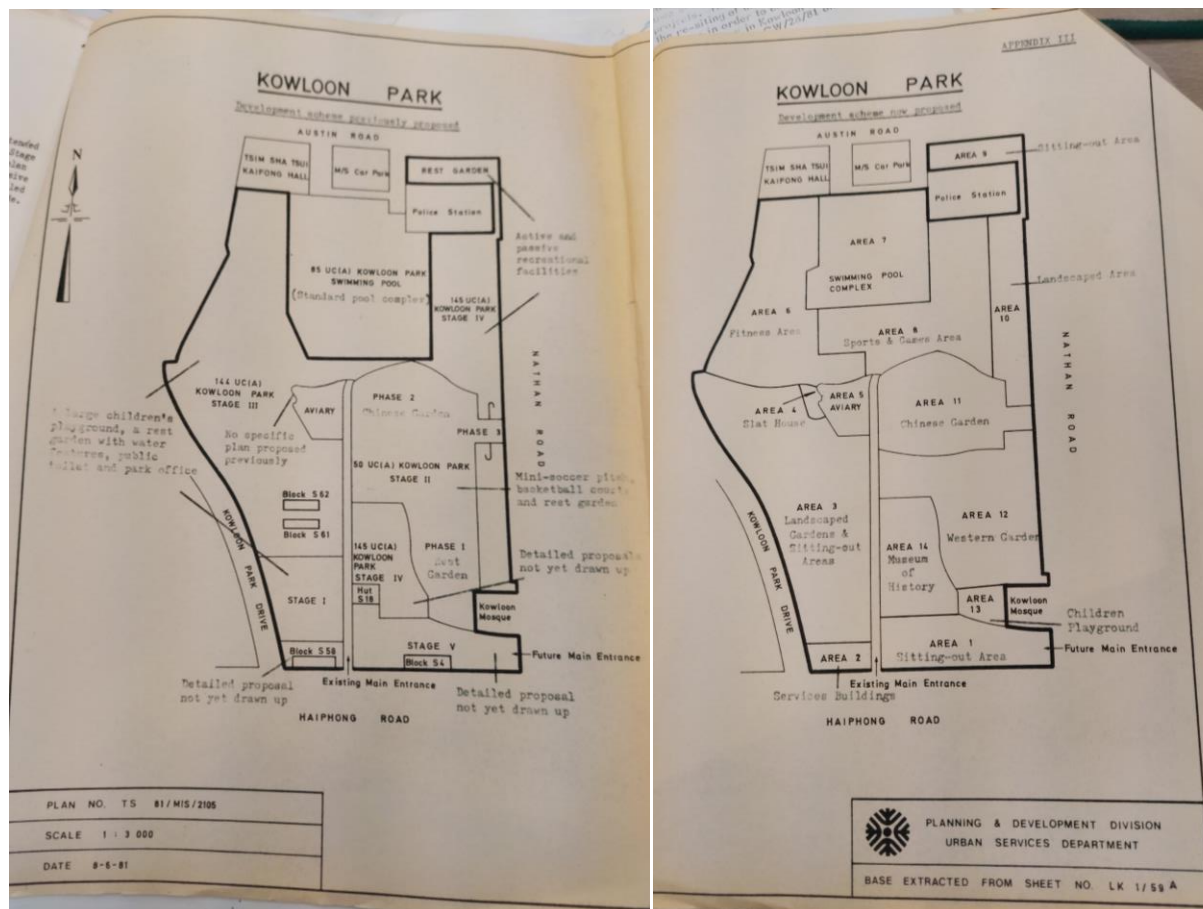 KOWLOON PARK
Development scheme previously proposed
AUSTIN ROAD
N
TSIM SHA TSUI
KAIFONG HALL
M/S Car Park
REST GARDEN
Police Station
Active and
passive
recreational
facilities
85 UC(A) KOWLOON PARK
SWIMMING POOL
(Standard pool complex)
145 UC(A)
KOWLOON PARK
STAGE IV
NATHAN ROAD
144 UC(A)
KOWLOON PARK
STAGE III
large children's
playground, a rest
garden with water
features, public
toilet and park office
AVIARY
No specific
plan proposed
previously
PHASE 2
Chinese Garden
PHASE 3
50 UC(A) KOWLOON PARK
STAGE II
Mini-soccer pitch,
basketball courts
and rest garden
Block S62
Block S61
145 UC(A)
KOWLOON
PARK
STAGE IV
PHASE I
Garden
Detailed proposal
not yet drawn up
Hut
S18
STAGE I
KOWLOON PARK DRIVE
Kowloon
Mosque
STAGE V
Block S58
Block S4
Future Main Entrance
Existing Main Entrance
Detailed proposal
not yet drawn up
Detailed proposal
not yet drawn up
HAIPHONG ROAD
PLAN NO. TS 81/MIS/2105
SCALE 1 : 3 000
DATE 8-6-81
the re-siting of
in order to
in Kowloon
APPENDIX III
KOWLOON PARK
Development scheme now proposed
AUSTIN ROAD
TSIM SHA TSUI
KAIFONG HALL
M/S Car Park
AREA 9
Sitting-out Area
Police Station
AREA 7
SWIMMING POOL
COMPLEX
Landscaped Area
AREA
10
AREA 6
Fitness Area
AREA 8
Sports & Games Area
NATHAN ROAD
AREA 4
Slat House
AREA 5
AVIARY
AREA 11
Chinese Garden
AREA 3
Landscaped
Gardens &
Sitting-out
Areas
AREA 12
Western Garden
AREA 14
Museum
of
History
KOWLOON PARK DRIVE
AREA
13
Kowloon
Mosque
Children
Playground
AREA 1
Sitting-out Area
AREA 2
Future Main Entrance
Existing Main Entrance
Services Buildings
HAIPHONG ROAD
PLANNING & DEVELOPMENT DIVISION
URBAN SERVICES DEPARTMENT
BASE EXTRACTED FROM SHEET NO. LK 1/59 A